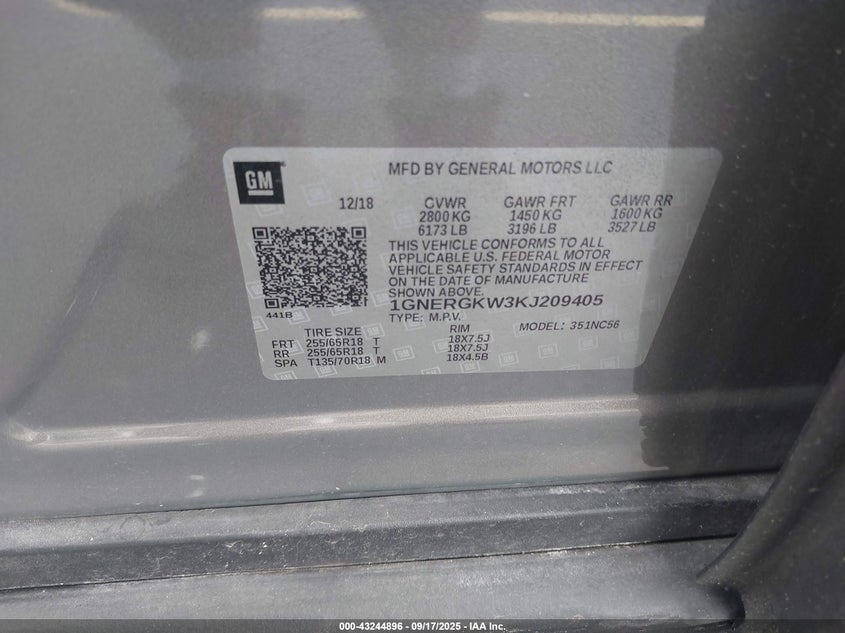 GM
MFD BY GENERAL MOTORS LLC
12/18 GVWR GAWR FRT GAWR RR
2800 KG 1450 KG 1600 KG
6173 LB 3196 LB 3527 LB
THIS VEHICLE CONFORMS TO ALL
APPLICABLE U.S. FEDERAL MOTOR
VEHICLE SAFETY STANDARDS IN EFFECT
ON THE DATE OF MANUFACTURE
SHOWN ABOVE.
1GNERGKW3KJ209405
441B
TYPE: M.P.V. MODEL: 351NC56
TIRE SIZE RIM
FRT 255/65R18 T 18X7.5J
RR 255/65R18 T 18X7.5J
SPA T135/70R18 M 18X4.5B
000-43244896 - 09/17/2025 - IAA Inc.